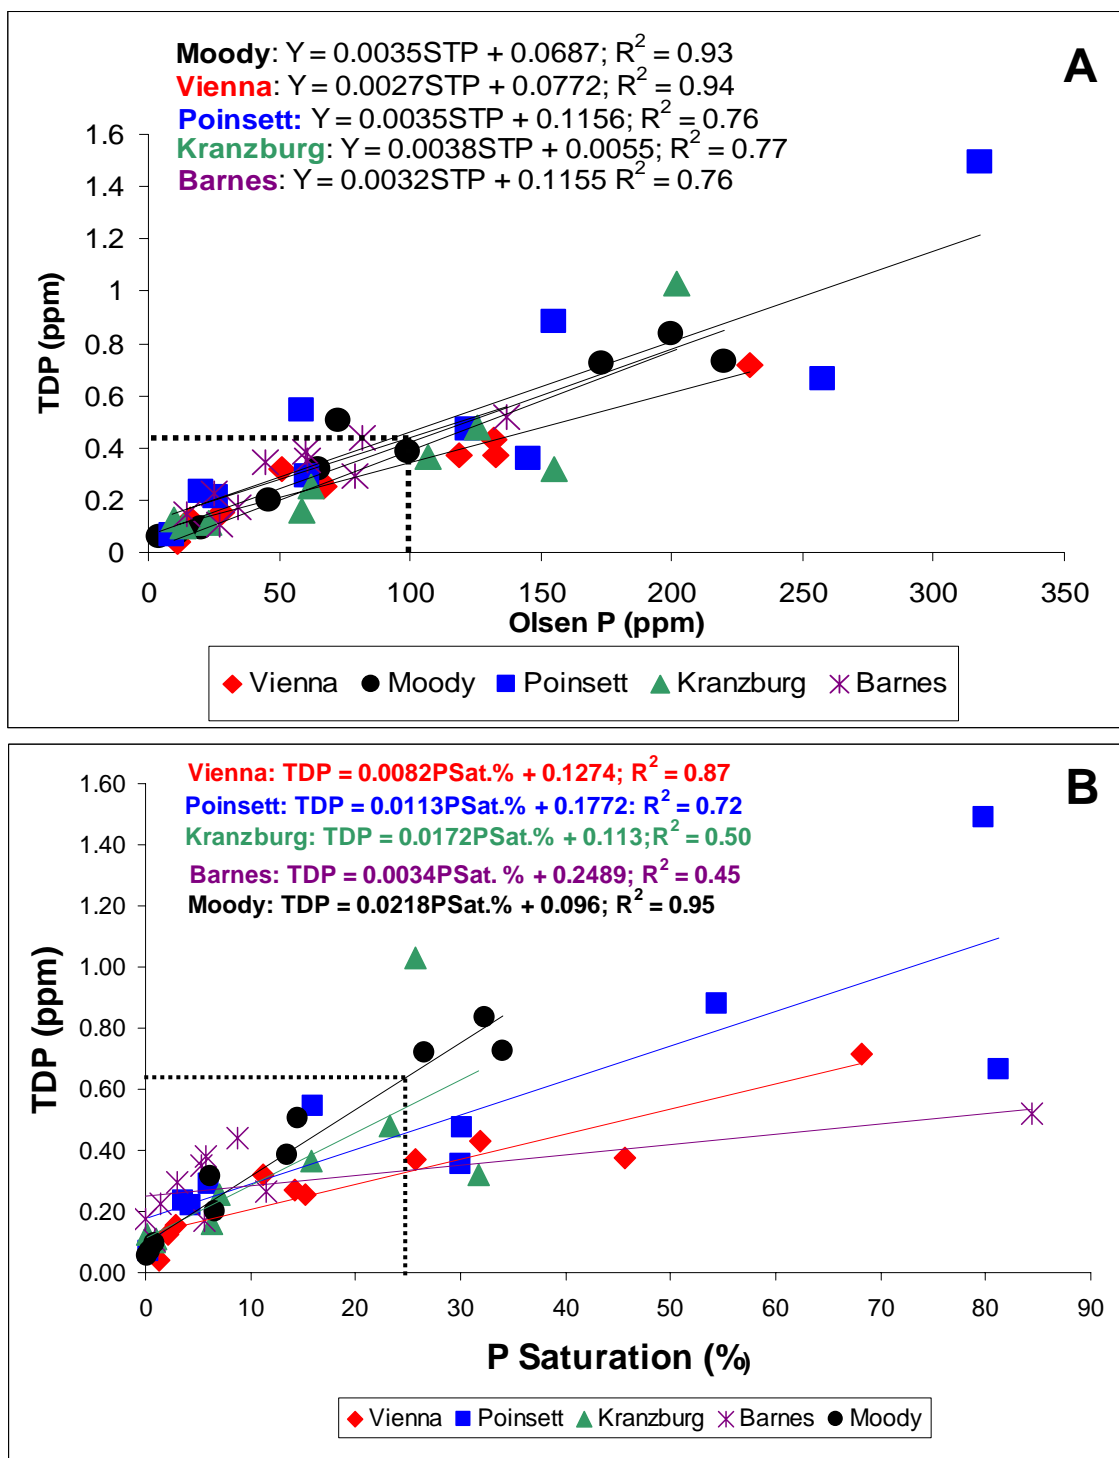 A
Moody: Y = 0.0035STP + 0.0687; R² = 0.93
Vienna: Y = 0.0027STP + 0.0772; R² = 0.94
Poinsett: Y = 0.0035STP + 0.1156; R² = 0.76
Kranzburg: Y = 0.0038STP + 0.0055; R² = 0.77
Barnes: Y = 0.0032STP + 0.1155 R² = 0.76
TDP (ppm)
1.6
1.4
1.2
1
0.8
0.6
0.4
0.2
0
0 50 100 150 200 250 300 350
Olsen P (ppm)
Vienna Moody Poinsett Kranzburg Barnes
B
Vienna: TDP = 0.0082PSat.% + 0.1274; R² = 0.87
Poinsett: TDP = 0.0113PSat.% + 0.1772: R² = 0.72
Kranzburg: TDP = 0.0172PSat.% + 0.113;R² = 0.50
Barnes: TDP = 0.0034PSat. % + 0.2489; R² = 0.45
Moody: TDP = 0.0218PSat.% + 0.096; R² = 0.95
TDP (ppm)
1.60
1.40
1.20
1.00
0.80
0.60
0.40
0.20
0.00
0 10 20 30 40 50 60 70 80 90
P Saturation (%)
Vienna Poinsett Kranzburg Barnes Moody